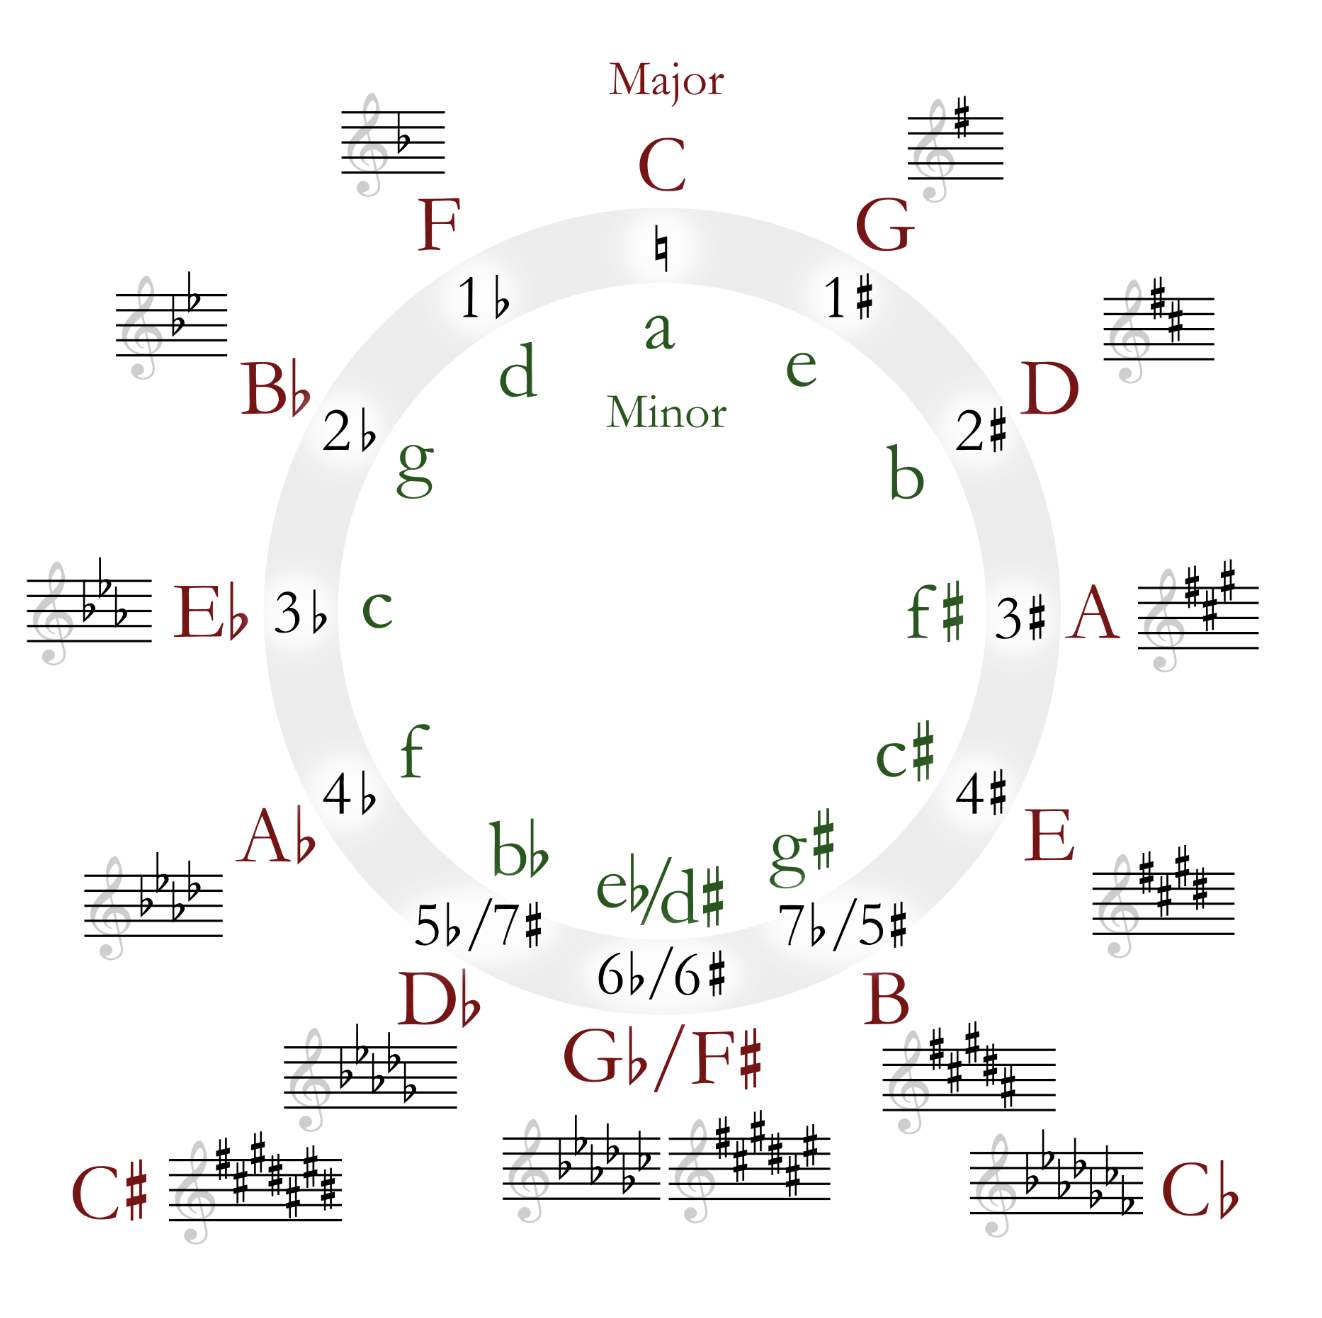 Major
C
F
G
♮
1♭
1♯
a
d
e
Minor
B♭
D
2♭
2♯
g
b
E♭
3♭
c
f♯
3♯
A
f
c♯
4♭
4♯
A♭
E
b♭
g♯
e♭/d♯
5♭/7♯
7♭/5♯
6♭/6♯
D♭
B
G♭/F♯
C♯
C♭